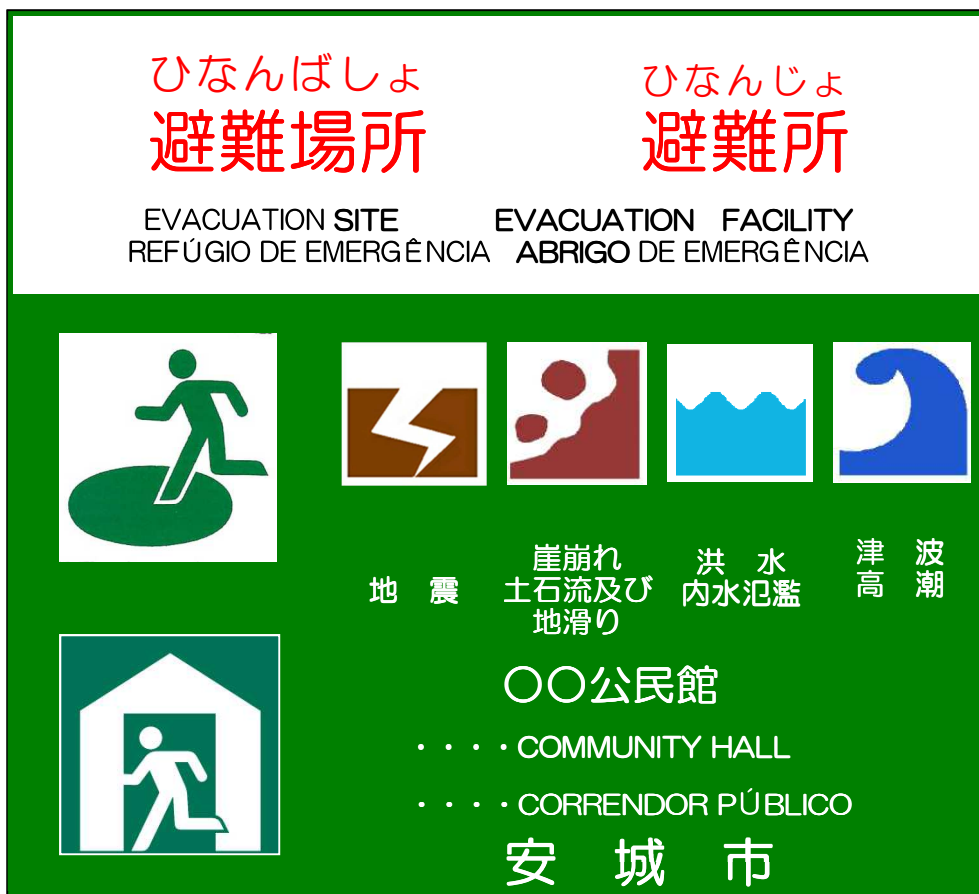 ひなんばしょ ひなんじょ
避難場所 避難所
EVACUATION SITE EVACUATION FACILITY
REFÚGIO DE EMERGÊNCIA ABRIGO DE EMERGÊNCIA
地 震
崖崩れ
土石流及び
地滑り
洪 水
内水氾濫
津 波
高 潮
〇〇公民館
・・・・COMMUNITY HALL
・・・・CORRENDOR PÚBLICO
安 城 市